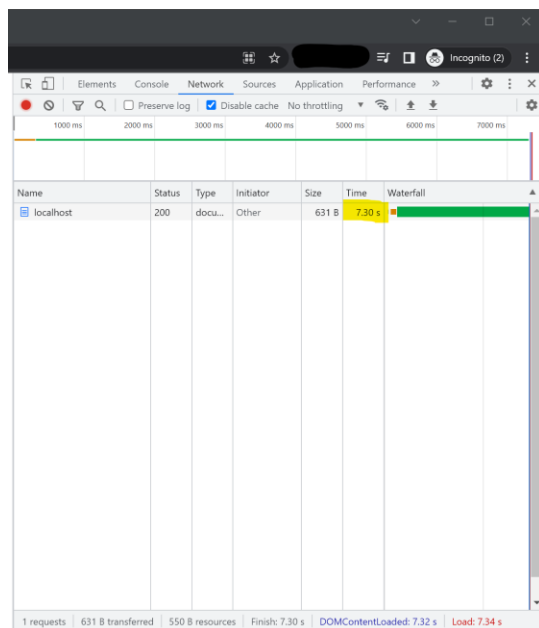 Incognito (2)
Elements Console Network Sources Application Performance »
Preserve log Disable cache No throttling
1000 ms 2000 ms 3000 ms 4000 ms 5000 ms 6000 ms 7000 ms
Name Status Type Initiator Size Time Waterfall
localhost 200 docu... Other 631 B 7.30 s
1 requests 631 B transferred 550 B resources Finish: 7.30 s DOMContentLoaded: 7.32 s Load: 7.34 s